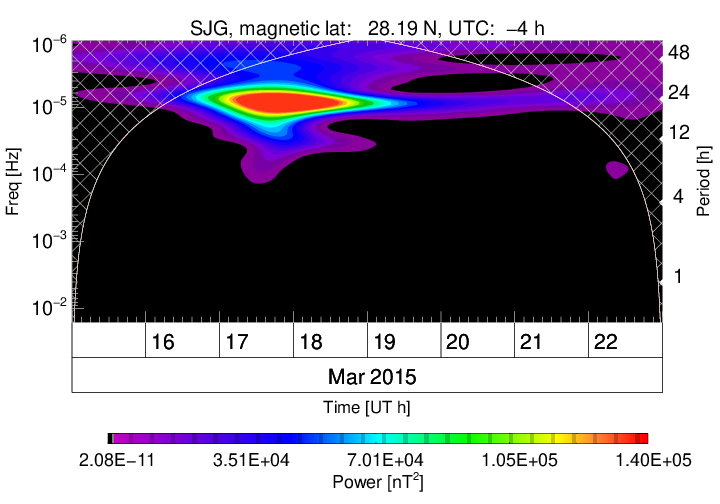 SJG, magnetic lat: 28.19 N, UTC: −4 h
10⁻⁶
10⁻⁵
10⁻⁴
10⁻³
10⁻²
Freq [Hz]
48
24
12
4
1
Period [h]
16 17 18 19 20 21 22
Mar 2015
Time [UT h]
2.08E−11 3.51E+04 7.01E+04 1.05E+05 1.40E+05
Power [nT²]